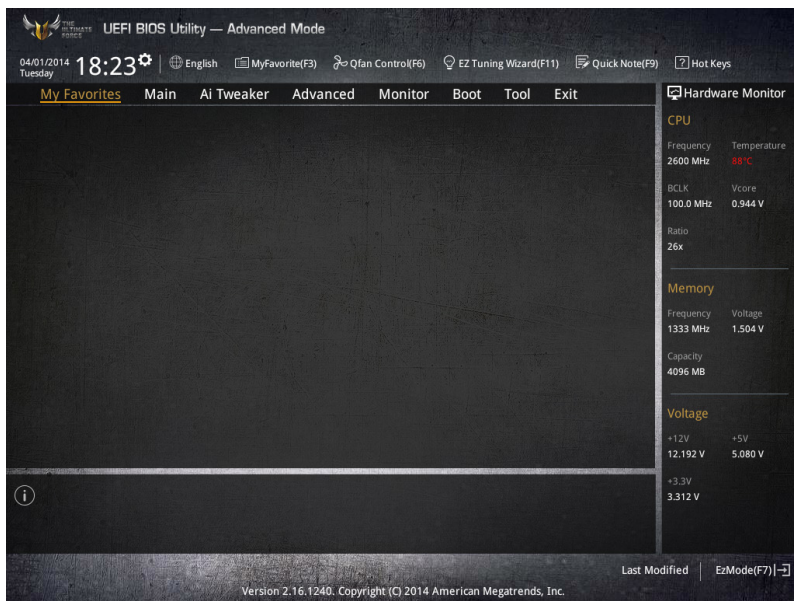 THE ULTIMATE FORCE
UEFI BIOS Utility — Advanced Mode
04/01/2014
Tuesday
18:23
English
MyFavorite(F3)
Qfan Control(F6)
EZ Tuning Wizard(F11)
Quick Note(F9)
? Hot Keys
My Favorites Main Ai Tweaker Advanced Monitor Boot Tool Exit
Hardware Monitor
CPU
Frequency Temperature
2600 MHz 88°C
BCLK Vcore
100.0 MHz 0.944 V
Ratio
26x
Memory
Frequency Voltage
1333 MHz 1.504 V
Capacity
4096 MB
Voltage
+12V +5V
12.192 V 5.080 V
+3.3V
3.312 V
i
Last Modified
EzMode(F7)
Version 2.16.1240. Copyright (C) 2014 American Megatrends, Inc.